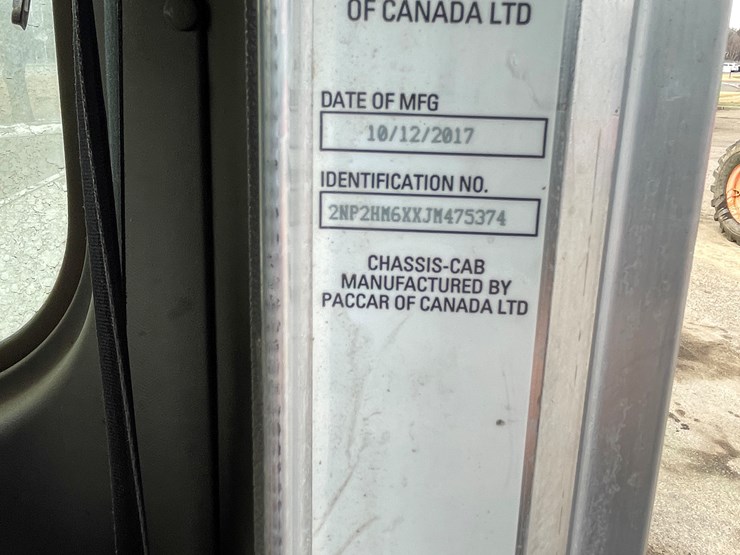 OF CANADA LTD
DATE OF MFG
10/12/2017
IDENTIFICATION NO.
2NP2HM6XXJM475374
CHASSIS-CAB
MANUFACTURED BY
PACCAR OF CANADA LTD